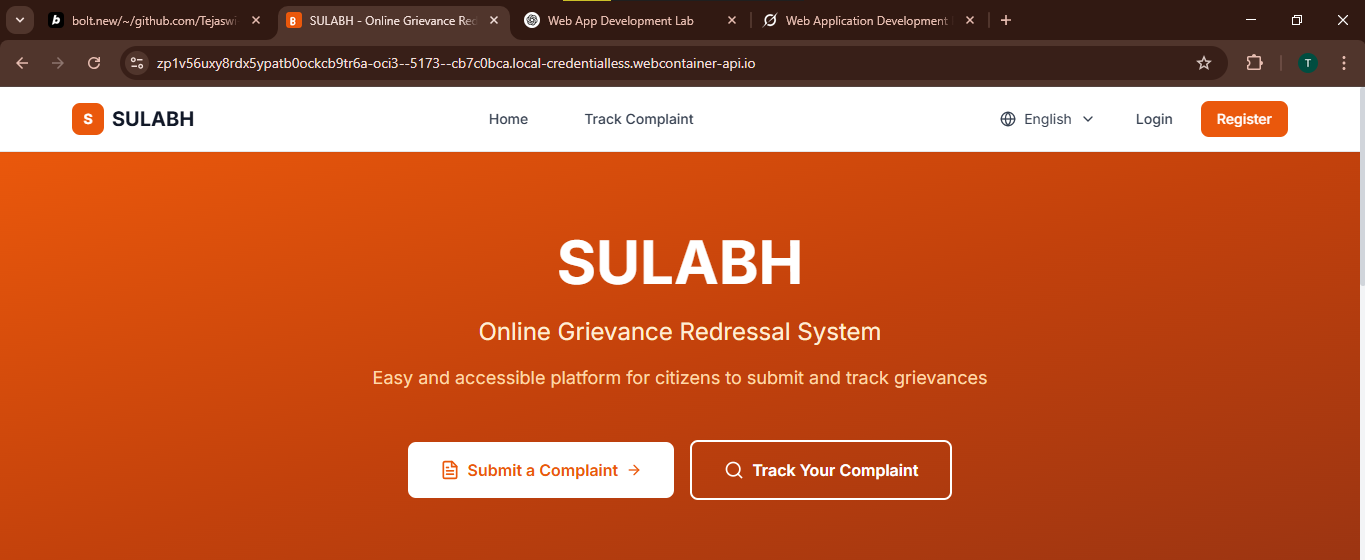 bolt.new/~/github.com/Tejaswi
SULABH - Online Grievance Red
Web App Development Lab
Web Application Development
zp1v56uxy8rdx5ypatb0ockcb9tr6a-oci3--5173--cb7c0bca.local-credentialless.webcontainer-api.io
T
S SULABH
Home
Track Complaint
English
Login
Register
SULABH
Online Grievance Redressal System
Easy and accessible platform for citizens to submit and track grievances
Submit a Complaint →
Track Your Complaint